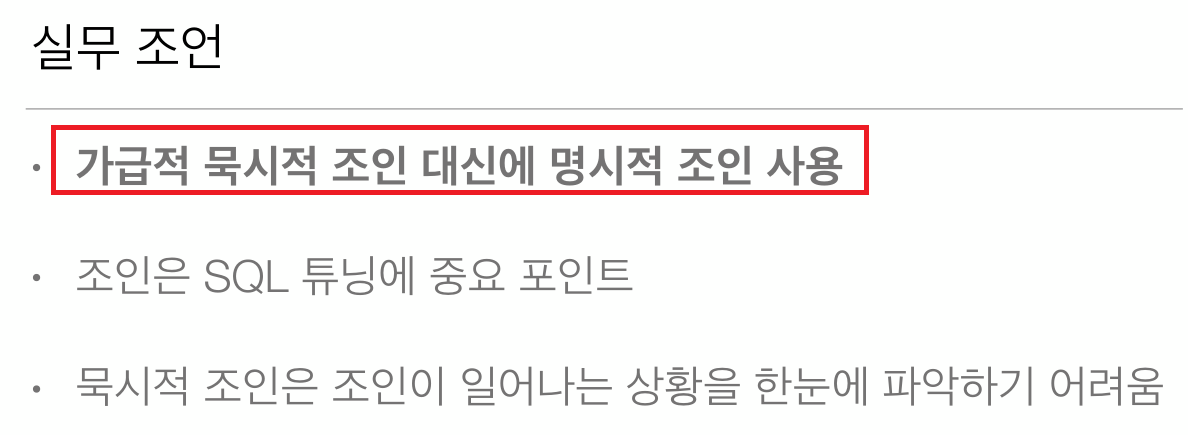 실무 조언
• 가급적 묵시적 조인 대신에 명시적 조인 사용
• 조인은 SQL 튜닝에 중요 포인트
• 묵시적 조인은 조인이 일어나는 상황을 한눈에 파악하기 어려움